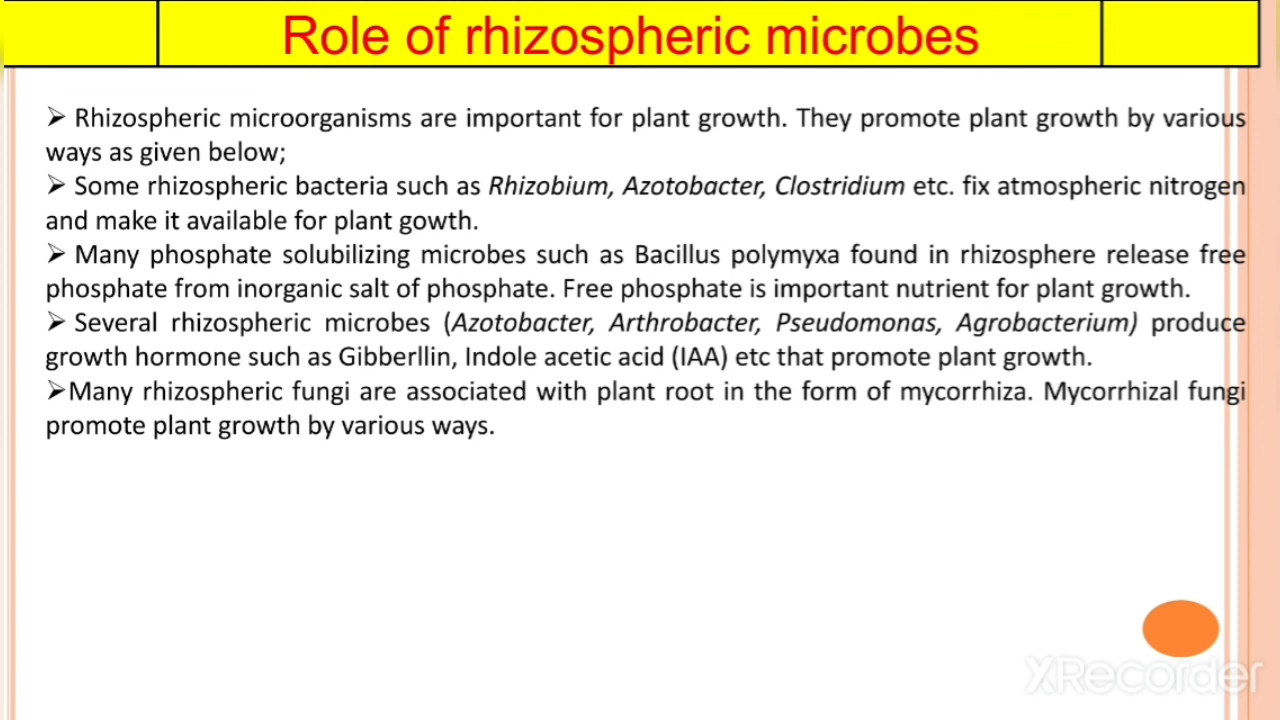 Role of rhizospheric microbes
➢ Rhizospheric microorganisms are important for plant growth. They promote plant growth by various
ways as given below;
➢ Some rhizospheric bacteria such as Rhizobium, Azotobacter, Clostridium etc. fix atmospheric nitrogen
and make it available for plant gowth.
➢ Many phosphate solubilizing microbes such as Bacillus polymyxa found in rhizosphere release free
phosphate from inorganic salt of phosphate. Free phosphate is important nutrient for plant growth.
➢ Several rhizospheric microbes (Azotobacter, Arthrobacter, Pseudomonas, Agrobacterium) produce
growth hormone such as Gibberllin, Indole acetic acid (IAA) etc that promote plant growth.
➢Many rhizospheric fungi are associated with plant root in the form of mycorrhiza. Mycorrhizal fungi
promote plant growth by various ways.
XRecorder